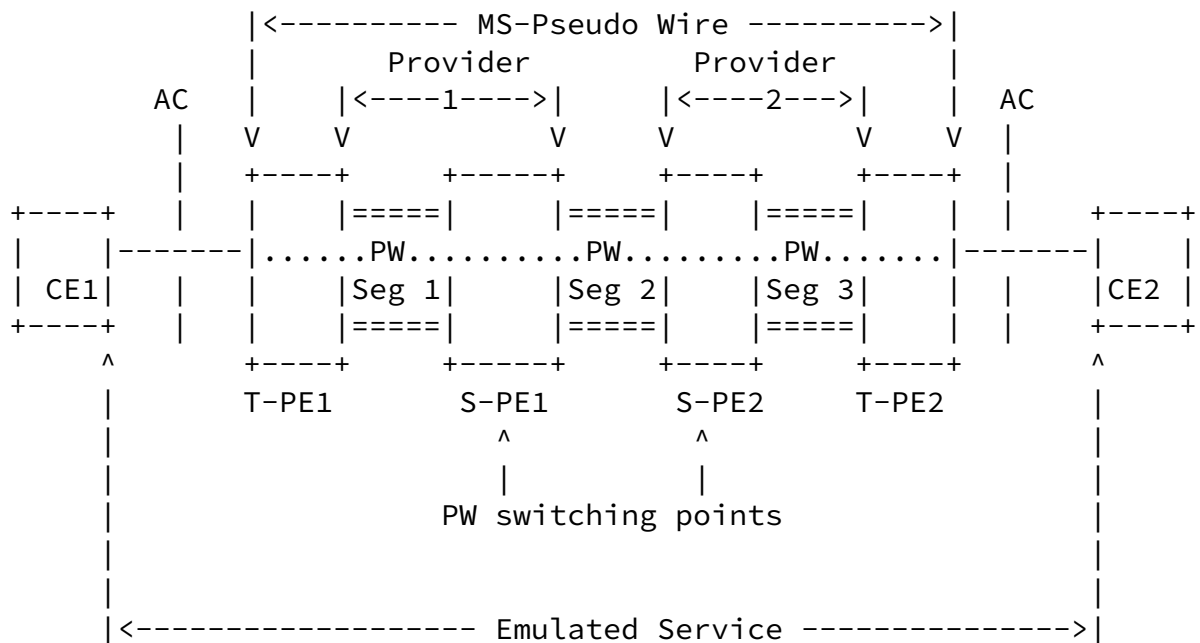 |<---------- MS-Pseudo Wire ---------->|
|      Provider            Provider     |
AC   |    |<----1---->|     |<----2--->|    |  AC
|   V    V           V     V          V    V  |
|   +----+     +-----+     +----+     +----+  |
+----+   |   |    |=====|     |=====|    |=====|    |  |    +----+
|    |-------|......PW..........PW.........PW.......|-------|    |
| CE1|   |   |    |Seg 1|     |Seg 2|    |Seg 3|    |  |    |CE2 |
+----+   |   |    |=====|     |=====|    |=====|    |  |    +----+
^       +----+     +-----+     +----+     +----+       ^
|       T-PE1      S-PE1       S-PE2      T-PE2        |
|                    ^           ^                     |
|                    |           |                     |
|                 PW switching points                  |
|                                                      |
|                                                      |
|<------------------- Emulated Service --------------->|